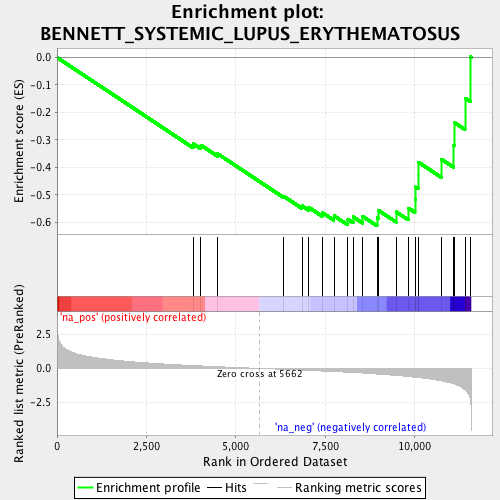 Enrichment plot:
BENNETT_SYSTEMIC_LUPUS_ERYTHEMATOSUS
Enrichment score (ES)
0.0
-0.1
-0.2
-0.3
-0.4
-0.5
-0.6
'na_pos' (positively correlated)
Ranked list metric (PreRanked)
2.5
0.0
-2.5
Zero cross at 5662
'na_neg' (negatively correlated)
0
2,500
5,000
7,500
10,000
Rank in Ordered Dataset
Enrichment profile
Hits
Ranking metric scores